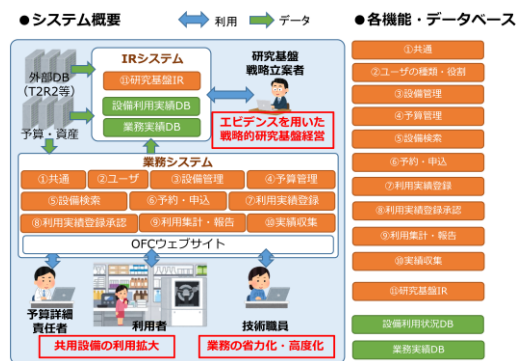 ●システム概要
利用
データ
●各機能・データベース
IRシステム
外部DB
(T2R2等)
予算・資産
⑪研究基盤IR
設備利用実績DB
業務実績DB
研究基盤
戦略立案者
エビデンスを用いた
戦略的研究基盤経営
業務システム
①共通
②ユーザ
③設備管理
④予算管理
⑤設備検索
⑥予約・申込
⑦利用実績登録
⑧利用実績登録承認
⑨利用集計・報告
⑩実績収集
OFCウェブサイト
予算詳細
責任者
利用者
技術職員
共用設備の利用拡大
業務の省力化・高度化
①共通
②ユーザの種類・役割
③設備管理
④予算管理
⑤設備検索
⑥予約・申込
⑦利用実績登録
⑧利用実績登録承認
⑨利用集計・報告
⑩実績収集
⑪研究基盤IR
設備利用状況DB
業務実績DB